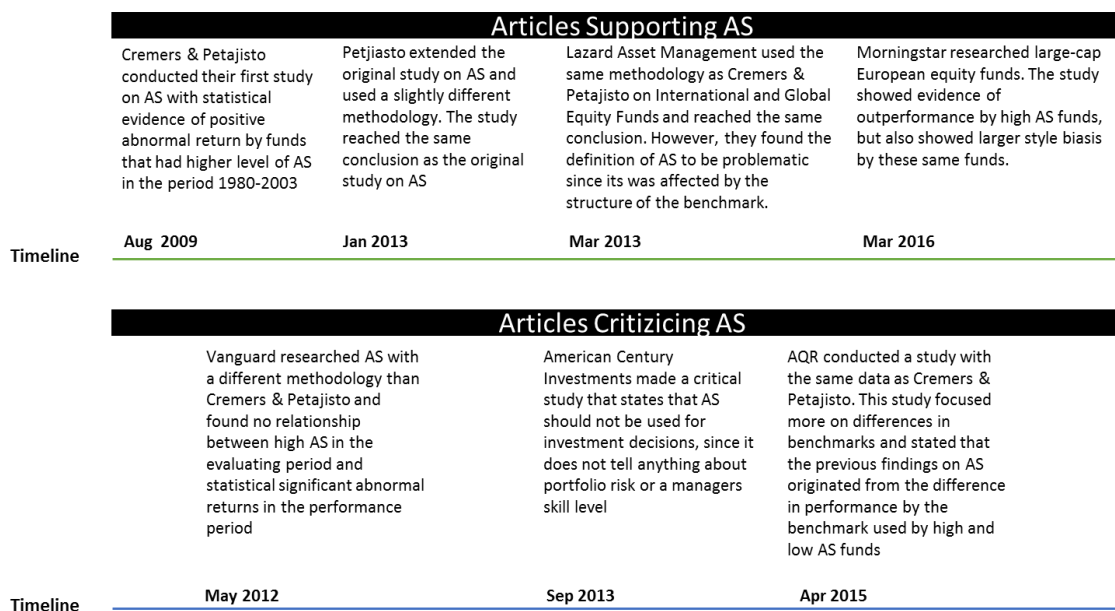 Articles Supporting AS
Cremers & Petajisto
conducted their first study
on AS with statistical
evidence of positive
abnormal return by funds
that had higher level of AS
in the period 1980-2003
Petjiasto extended the
original study on AS and
used a slightly different
methodology. The study
reached the same
conclusion as the original
study on AS
Lazard Asset Management used the
same methodology as Cremers &
Petajisto on International and Global
Equity Funds and reached the same
conclusion. However, they found the
definition of AS to be problematic
since its was affected by the
structure of the benchmark.
Morningstar researched large-cap
European equity funds. The study
showed evidence of
outperformance by high AS funds,
but also showed larger style biasis
by these same funds.
Aug 2009
Jan 2013
Mar 2013
Mar 2016
Timeline
Articles Critizicing AS
Vanguard researched AS with
a different methodology than
Cremers & Petajisto and
found no relationship
between high AS in the
evaluating period and
statistical significant abnormal
returns in the performance
period
American Century
Investments made a critical
study that states that AS
should not be used for
investment decisions, since it
does not tell anything about
portfolio risk or a managers
skill level
AQR conducted a study with
the same data as Cremers &
Petajisto. This study focused
more on differences in
benchmarks and stated that
the previous findings on AS
originated from the difference
in performance by the
benchmark used by high and
low AS funds
May 2012
Sep 2013
Apr 2015
Timeline